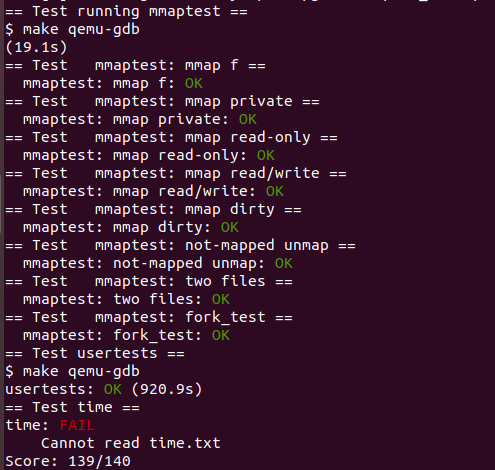 == Test running mmaptest ==
$ make qemu-gdb
(19.1s)
== Test   mmaptest: mmap f ==
  mmaptest: mmap f: OK
== Test   mmaptest: mmap private ==
  mmaptest: mmap private: OK
== Test   mmaptest: mmap read-only ==
  mmaptest: mmap read-only: OK
== Test   mmaptest: mmap read/write ==
  mmaptest: mmap read/write: OK
== Test   mmaptest: mmap dirty ==
  mmaptest: mmap dirty: OK
== Test   mmaptest: not-mapped unmap ==
  mmaptest: not-mapped unmap: OK
== Test   mmaptest: two files ==
  mmaptest: two files: OK
== Test   mmaptest: fork_test ==
  mmaptest: fork_test: OK
== Test usertests ==
$ make qemu-gdb
usertests: OK (920.9s)
== Test time ==
time: FAIL
    Cannot read time.txt
Score: 139/140